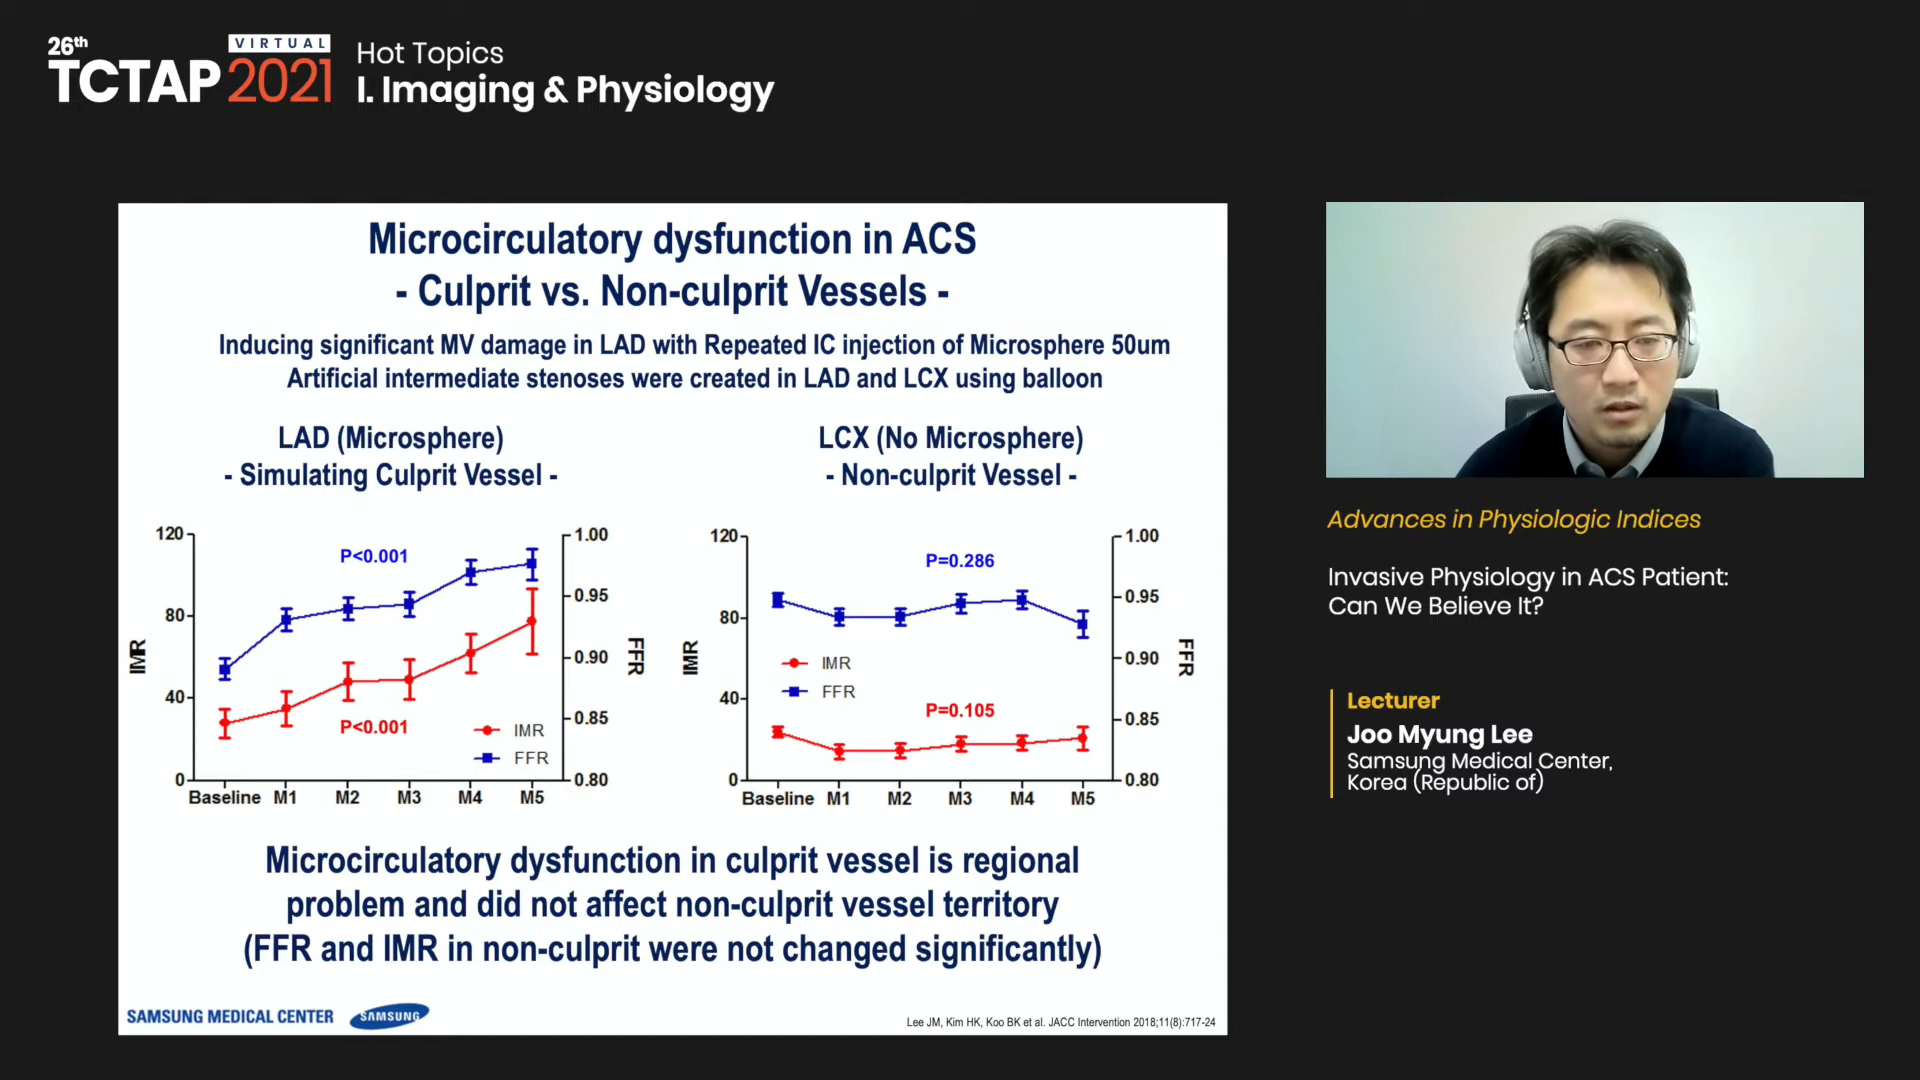 26th
VIRTUAL
TCTAP 2021
Hot Topics
I. Imaging & Physiology
Microcirculatory dysfunction in ACS
- Culprit vs. Non-culprit Vessels -
Inducing significant MV damage in LAD with Repeated IC injection of Microsphere 50um
Artificial intermediate stenoses were created in LAD and LCX using balloon
LAD (Microsphere)
- Simulating Culprit Vessel -
120
80
40
0
IMR
1.00
0.95
0.90
0.85
0.80
FFR
P<0.001
P<0.001
IMR
FFR
Baseline M1 M2 M3 M4 M5
LCX (No Microsphere)
- Non-culprit Vessel -
120
80
40
0
IMR
1.00
0.95
0.90
0.85
0.80
FFR
P=0.286
IMR
FFR
P=0.105
Baseline M1 M2 M3 M4 M5
Microcirculatory dysfunction in culprit vessel is regional
problem and did not affect non-culprit vessel territory
(FFR and IMR in non-culprit were not changed significantly)
SAMSUNG MEDICAL CENTER
SAMSUNG
Lee JM, Kim HK, Koo BK et al. JACC Intervention 2018;11(8):717-24
Advances in Physiologic Indices
Invasive Physiology in ACS Patient:
Can We Believe It?
Lecturer
Joo Myung Lee
Samsung Medical Center,
Korea (Republic of)